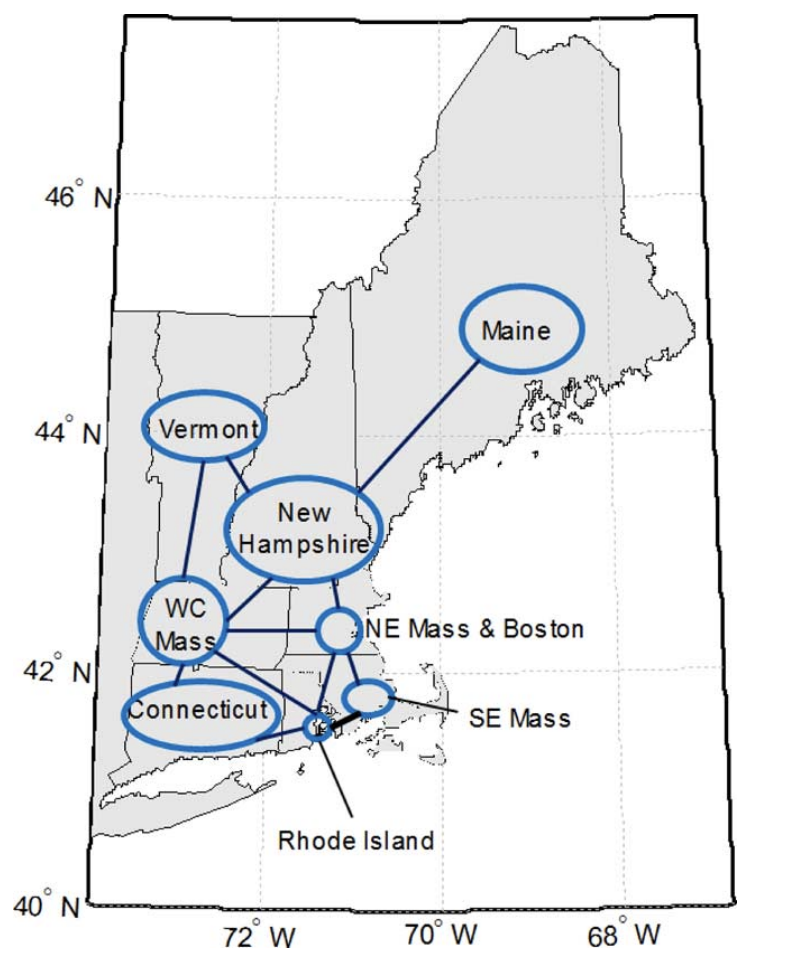 46° N
Maine
44° N
Vermont
New
Hampshire
WC
Mass
NE Mass & Boston
42° N
Connecticut
SE Mass
Rhode Island
40° N
72° W
70° W
68° W